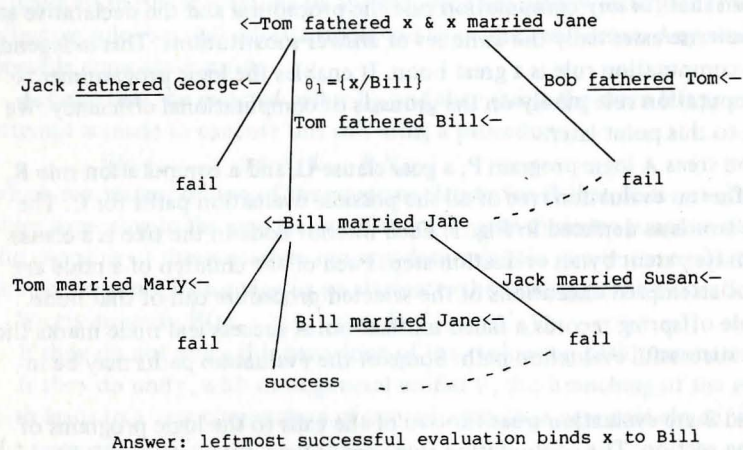 ←Tom fathered x & x married Jane
Jack fathered George←
θ₁={x/Bill}
Bob fathered Tom←
Tom fathered Bill←
fail
fail
←Bill married Jane
Tom married Mary←
Jack married Susan←
Bill married Jane←
fail
fail
success
Answer: leftmost successful evaluation binds x to Bill